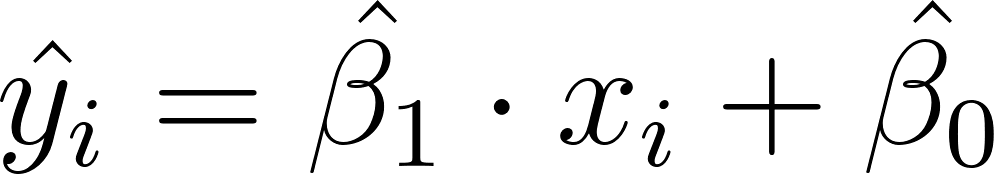 ŷᵢ = β̂₁ · xᵢ + β̂₀